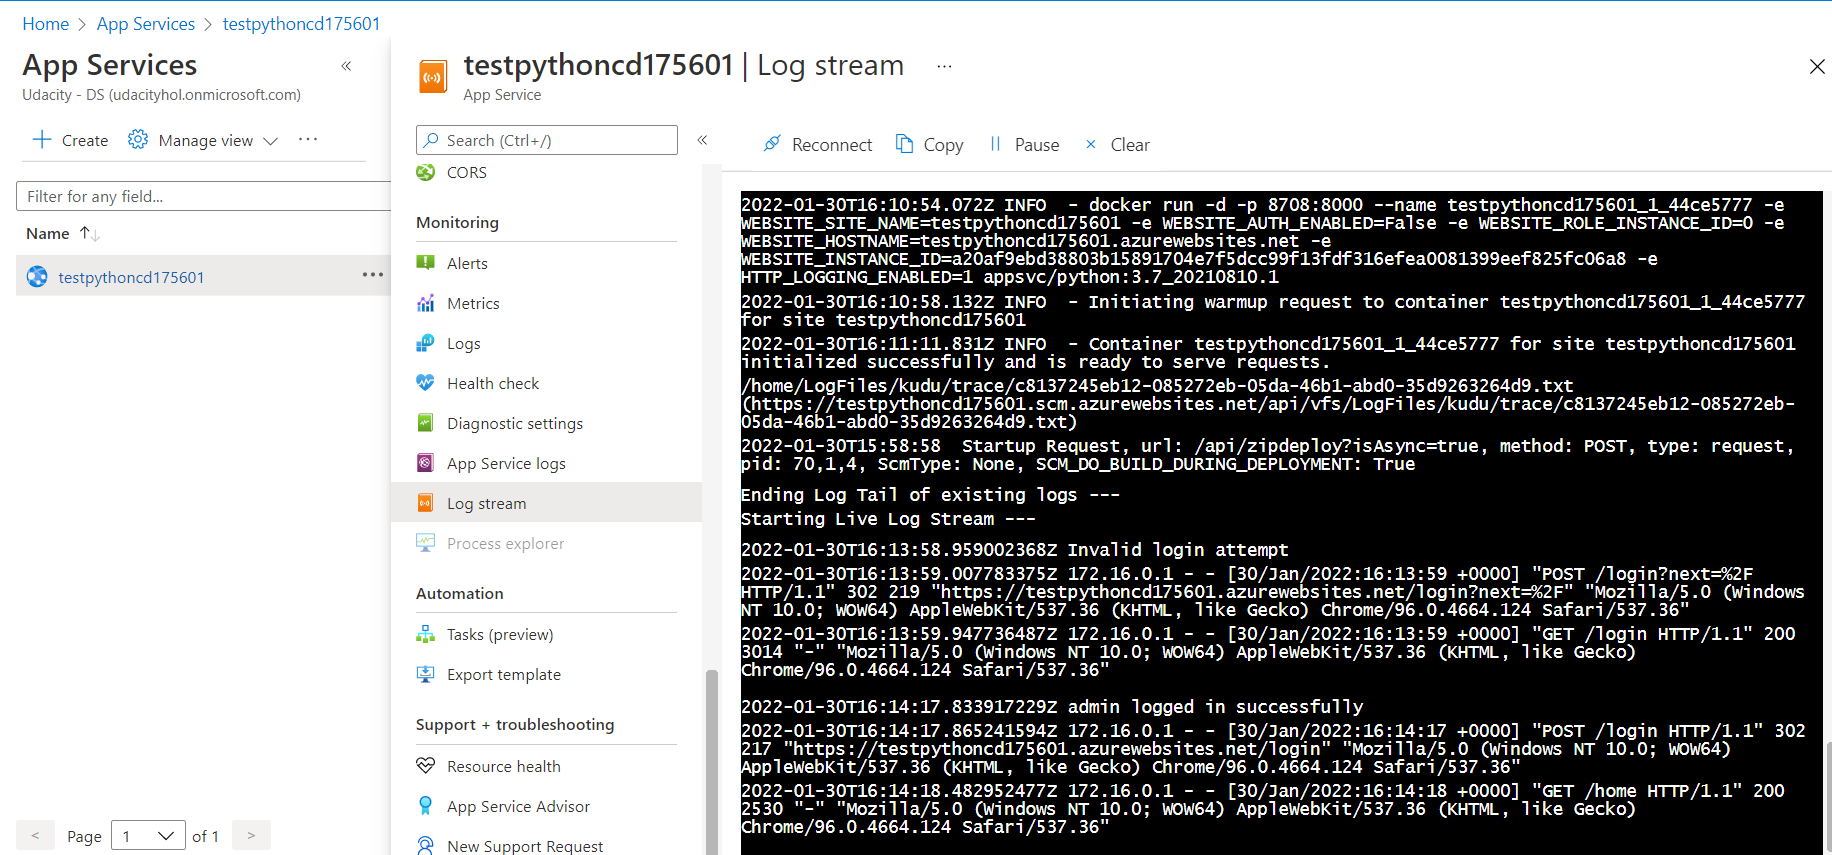 Home > App Services > testpythoncd175601
App Services
«
Udacity - DS (udacityhol.onmicrosoft.com)
+ Create Manage view ···
Filter for any field...
Name ↑↓
testpythoncd175601 ···
< Page 1 of 1 >
testpythoncd175601 | Log stream ···
App Service
Search (Ctrl+/) «
CORS
Monitoring
Alerts
Metrics
Logs
Health check
Diagnostic settings
App Service logs
Log stream
Process explorer
Automation
Tasks (preview)
Export template
Support + troubleshooting
Resource health
App Service Advisor
New Support Request
Reconnect Copy Pause × Clear
2022-01-30T16:10:54.072Z INFO  - docker run -d -p 8708:8000 --name testpythoncd175601_1_44ce5777 -e
WEBSITE_SITE_NAME=testpythoncd175601 -e WEBSITE_AUTH_ENABLED=False -e WEBSITE_ROLE_INSTANCE_ID=0 -e
WEBSITE_HOSTNAME=testpythoncd175601.azurewebsites.net -e
WEBSITE_INSTANCE_ID=a20af9ebd38803b15891704e7f5dcc99f13fdf316efea0081399eef825fc06a8 -e
HTTP_LOGGING_ENABLED=1 appsvc/python:3.7_20210810.1
2022-01-30T16:10:58.132Z INFO  - Initiating warmup request to container testpythoncd175601_1_44ce5777
for site testpythoncd175601
2022-01-30T16:11:11.831Z INFO  - Container testpythoncd175601_1_44ce5777 for site testpythoncd175601
initialized successfully and is ready to serve requests.
/home/LogFiles/kudu/trace/c8137245eb12-085272eb-05da-46b1-abd0-35d9263264d9.txt
(https://testpythoncd175601.scm.azurewebsites.net/api/vfs/LogFiles/kudu/trace/c8137245eb12-085272eb-
05da-46b1-abd0-35d9263264d9.txt)
2022-01-30T15:58:58  Startup Request, url: /api/zipdeploy?isAsync=true, method: POST, type: request,
pid: 70,1,4, ScmType: None, SCM_DO_BUILD_DURING_DEPLOYMENT: True
Ending Log Tail of existing logs ---
Starting Live Log Stream ---
2022-01-30T16:13:58.959002368Z Invalid login attempt
2022-01-30T16:13:59.007783375Z 172.16.0.1 - - [30/Jan/2022:16:13:59 +0000] "POST /login?next=%2F
HTTP/1.1" 302 219 "https://testpythoncd175601.azurewebsites.net/login?next=%2F" "Mozilla/5.0 (Windows
NT 10.0; WOW64) AppleWebKit/537.36 (KHTML, like Gecko) Chrome/96.0.4664.124 Safari/537.36"
2022-01-30T16:13:59.947736487Z 172.16.0.1 - - [30/Jan/2022:16:13:59 +0000] "GET /login HTTP/1.1" 200
3014 "-" "Mozilla/5.0 (Windows NT 10.0; WOW64) AppleWebKit/537.36 (KHTML, like Gecko)
Chrome/96.0.4664.124 Safari/537.36"
2022-01-30T16:14:17.833917229Z admin logged in successfully
2022-01-30T16:14:17.865241594Z 172.16.0.1 - - [30/Jan/2022:16:14:17 +0000] "POST /login HTTP/1.1" 302
217 "https://testpythoncd175601.azurewebsites.net/login" "Mozilla/5.0 (Windows NT 10.0; WOW64)
AppleWebKit/537.36 (KHTML, like Gecko) Chrome/96.0.4664.124 Safari/537.36"
2022-01-30T16:14:18.482952477Z 172.16.0.1 - - [30/Jan/2022:16:14:18 +0000] "GET /home HTTP/1.1" 200
2530 "-" "Mozilla/5.0 (Windows NT 10.0; WOW64) AppleWebKit/537.36 (KHTML, like Gecko)
Chrome/96.0.4664.124 Safari/537.36"